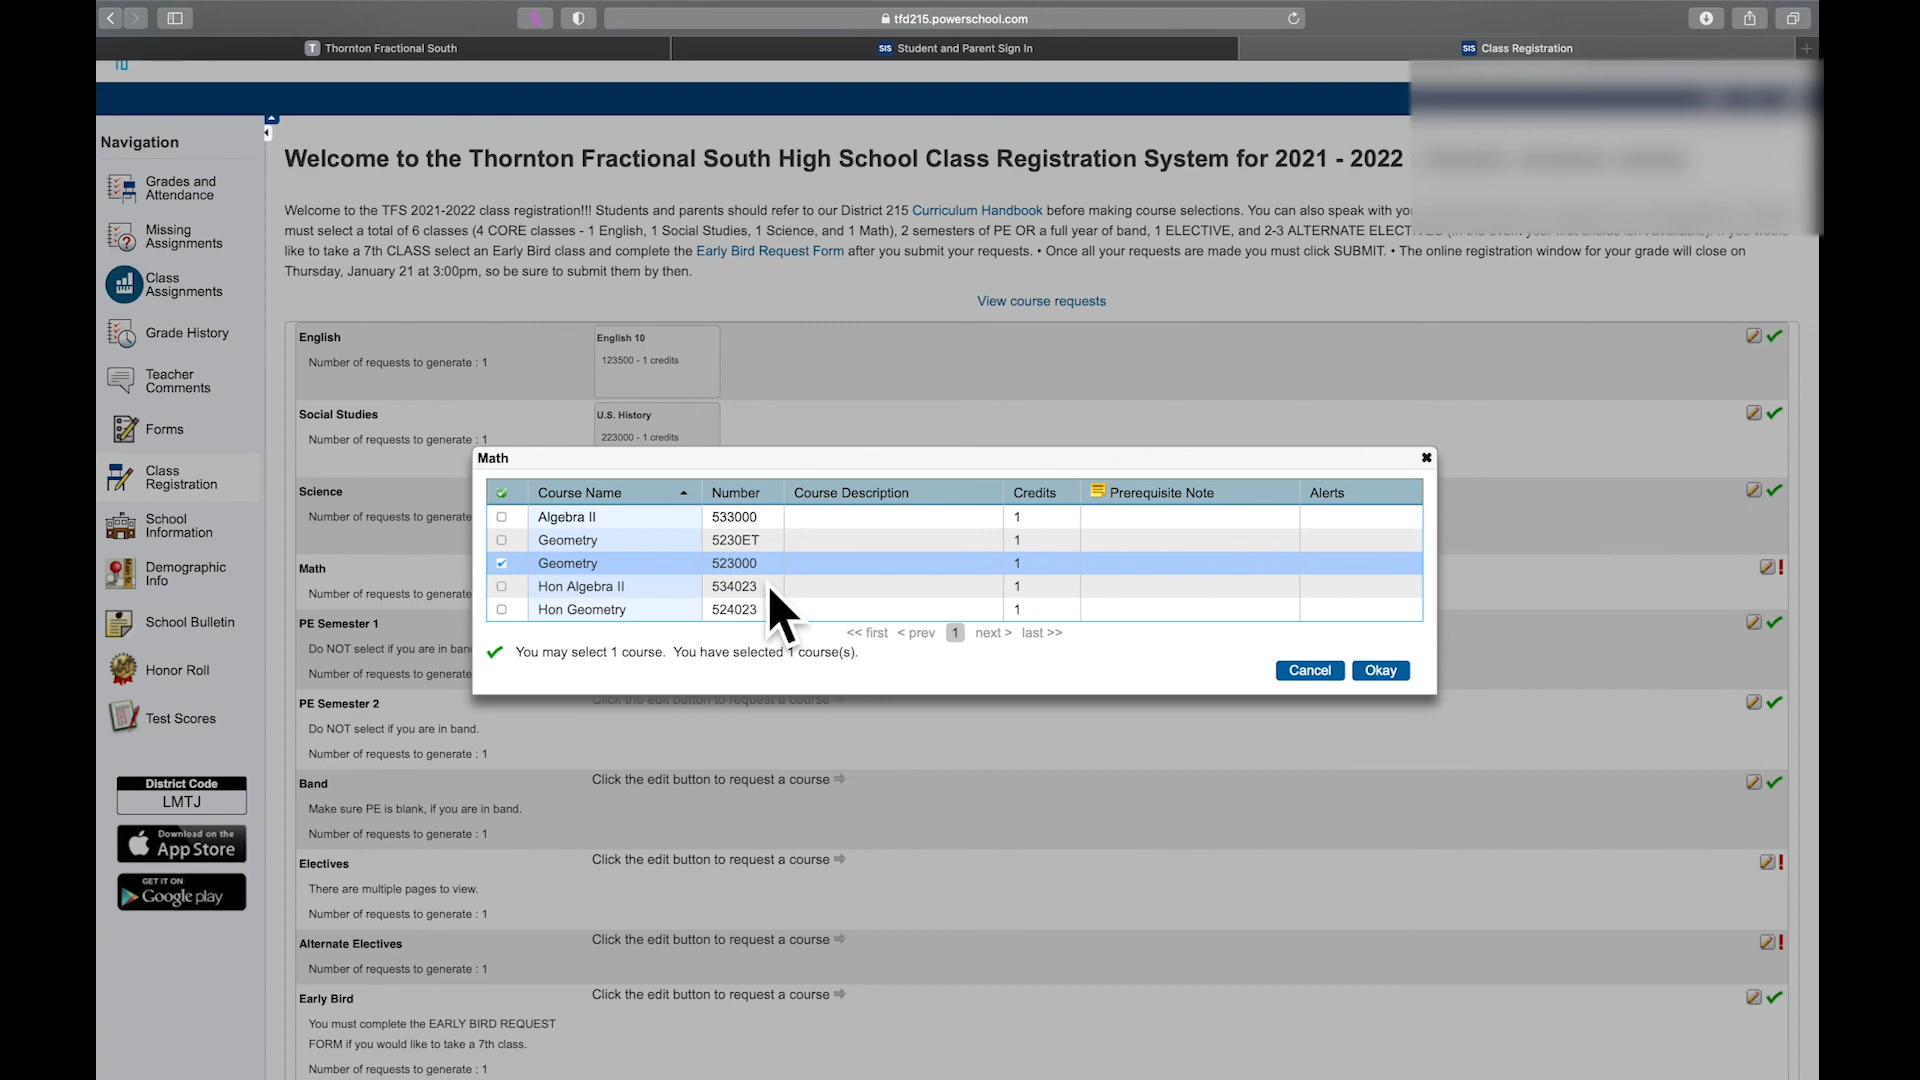 tfd215.powerschool.com
T Thornton Fractional South
SIS Student and Parent Sign In
SIS Class Registration
Navigation
Grades and
Attendance
Missing
Assignments
Class
Assignments
Grade History
Teacher
Comments
Forms
Class
Registration
School
Information
Demographic
Info
School Bulletin
Honor Roll
Test Scores
District Code
LMTJ
Download on the
App Store
GET IT ON
Google play
Welcome to the Thornton Fractional South High School Class Registration System for 2021 - 2022
Welcome to the TFS 2021-2022 class registration!!! Students and parents should refer to our District 215 Curriculum Handbook before making course selections. You can also speak with
must select a total of 6 classes (4 CORE classes - 1 English, 1 Social Studies, 1 Science, and 1 Math), 2 semesters of PE OR a full year of band, 1 ELECTIVE, and 2-3 ALTERNATE
like to take a 7th CLASS select an Early Bird class and complete the Early Bird Request Form after you submit your requests. • Once all your requests are made you must click SUBMIT. • The online registration window for your grade will close on
Thursday, January 21 at 3:00pm, so be sure to submit them by then.
View course requests
English
Number of requests to generate : 1
English 10
123500 - 1 credits
Social Studies
Number of requests to generate : 1
U.S. History
223000 - 1 credits
Science
Number of requests to generate
Math
Number of requests to generate
PE Semester 1
Do NOT select if you are in
Number of requests to generate
Math
Course Name Number Course Description Credits Prerequisite Note Alerts
Algebra II 533000 1
Geometry 5230ET 1
Geometry 523000 1
Hon Algebra II 534023 1
Hon Geometry 524023 1
<< first < prev 1 next > last >>
You may select 1 course. You have selected 1 course(s).
Cancel Okay
PE Semester 2
Click the edit button to request a course
Do NOT select if you are in band.
Number of requests to generate : 1
Band
Click the edit button to request a course
Make sure PE is blank, if you are in band.
Number of requests to generate : 1
Electives
Click the edit button to request a course
There are multiple pages to view.
Number of requests to generate : 1
Alternate Electives
Click the edit button to request a course
Number of requests to generate : 1
Early Bird
Click the edit button to request a course
You must complete the EARLY BIRD REQUEST
FORM if you would like to take a 7th class.
Number of requests to generate : 1